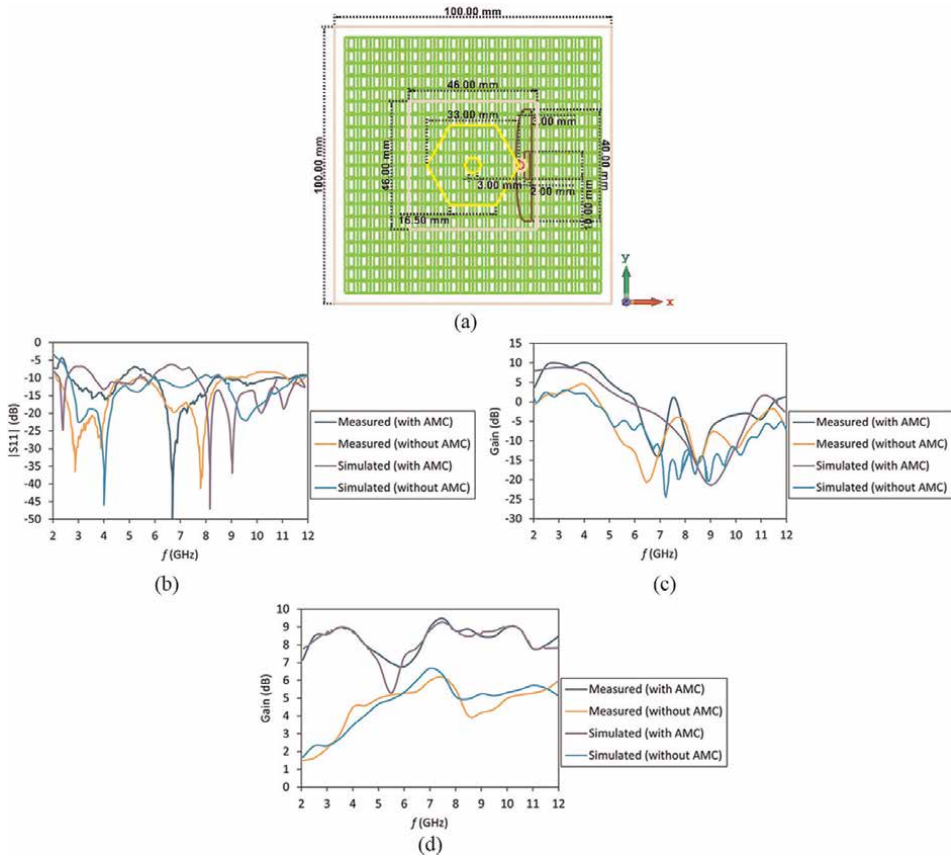 100.00 mm
46.00 mm
33.00 mm
.00 mm
40.00 mm
100.00 mm
46.00 mm
3.00 mm
2.00 mm
10.00 mm
16.50 mm
y
x
(a)
0
-5
-10
-15
-20
-25
-30
-35
-40
-45
-50
|S11| (dB)
2 3 4 5 6 7 8 9 10 11 12
f (GHz)
Measured (with AMC)
Measured (without AMC)
Simulated (with AMC)
Simulated (without AMC)
(b)
15
10
5
0
-5
-10
-15
-20
-25
-30
Gain (dB)
2 3 4 5 6 7 8 9 10 11 12
f (GHz)
Measured (with AMC)
Measured (without AMC)
Simulated (with AMC)
Simulated (without AMC)
(c)
10
9
8
7
6
5
4
3
2
1
0
Gain (dB)
2 3 4 5 6 7 8 9 10 11 12
f (GHz)
Measured (with AMC)
Measured (without AMC)
Simulated (with AMC)
Simulated (without AMC)
(d)